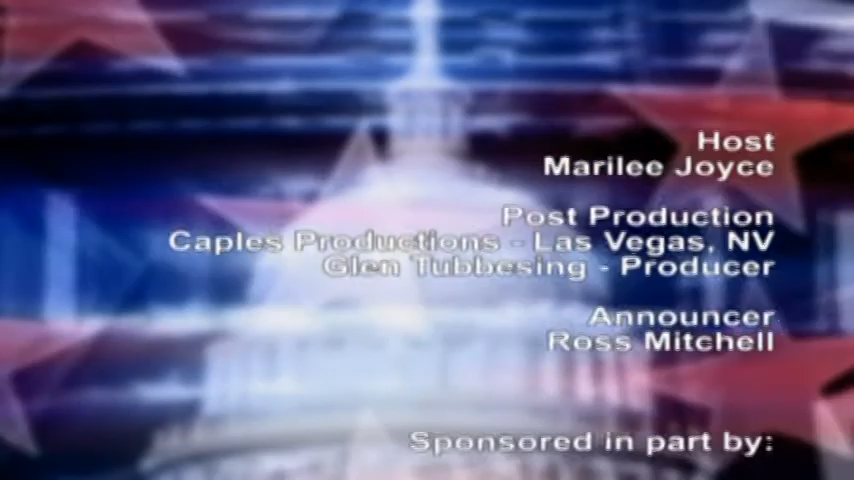 Host
Marilee Joyce
Post Production
Caples Productions - Las Vegas, NV
Glen Tubbesing - Producer
Announcer
Ross Mitchell
Sponsored in part by: